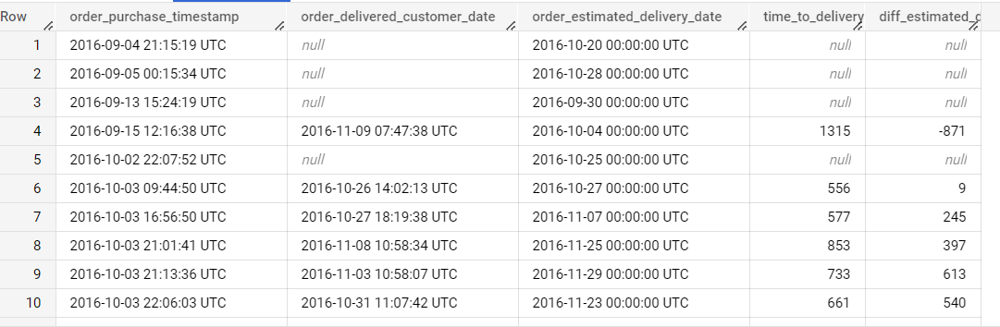 Row order_purchase_timestamp order_delivered_customer_date order_estimated_delivery_date time_to_delivery diff_estimated_d
1 2016-09-04 21:15:19 UTC null 2016-10-20 00:00:00 UTC null null
2 2016-09-05 00:15:34 UTC null 2016-10-28 00:00:00 UTC null null
3 2016-09-13 15:24:19 UTC null 2016-09-30 00:00:00 UTC null null
4 2016-09-15 12:16:38 UTC 2016-11-09 07:47:38 UTC 2016-10-04 00:00:00 UTC 1315 -871
5 2016-10-02 22:07:52 UTC null 2016-10-25 00:00:00 UTC null null
6 2016-10-03 09:44:50 UTC 2016-10-26 14:02:13 UTC 2016-10-27 00:00:00 UTC 556 9
7 2016-10-03 16:56:50 UTC 2016-10-27 18:19:38 UTC 2016-11-07 00:00:00 UTC 577 245
8 2016-10-03 21:01:41 UTC 2016-11-08 10:58:34 UTC 2016-11-25 00:00:00 UTC 853 397
9 2016-10-03 21:13:36 UTC 2016-11-03 10:58:07 UTC 2016-11-29 00:00:00 UTC 733 613
10 2016-10-03 22:06:03 UTC 2016-10-31 11:07:42 UTC 2016-11-23 00:00:00 UTC 661 540